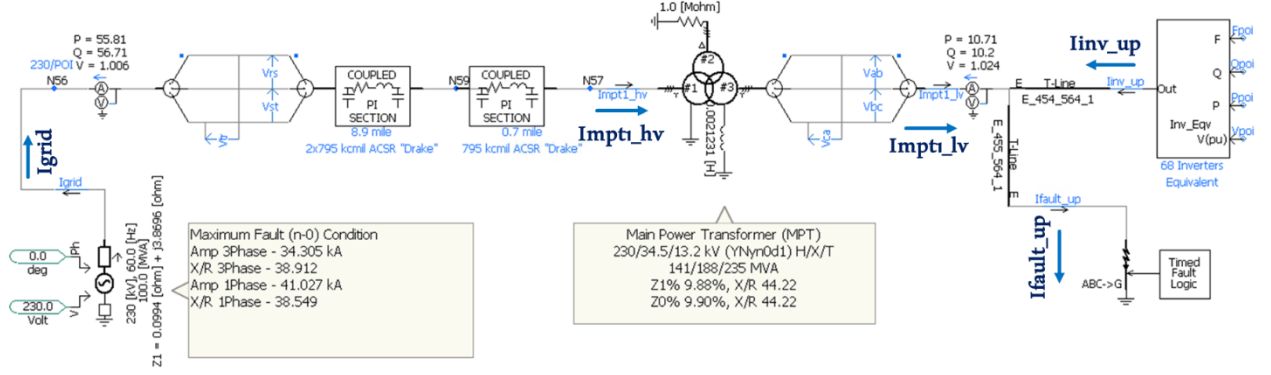 1.0 [Mohm]
P = 55.81
Q = 56.71
V = 1.006
230/POI
N56
A
V
Vrs
Vst
COUPLED
PI
SECTION
8.9 mile
2x795 kcmil ACSR "Drake"
N59
COUPLED
PI
SECTION
0.7 mile
795 kcmil ACSR "Drake"
N57
Impt1_hv
Impt1_hv
#2
#1
#3
.0021231 [H]
Vab
Vbc
Vca
P = 10.71
Q = 10.2
V = 1.024
Impt1_lv
A
V
Impt1_lv
E
T-Line
E_454_564_1
Iinv_up
Iinv_up
Out
F
Q
P
V(pu)
Inv_Eqv
Fpoi
Qpoi
Ppoi
Vpoi
68 Inverters
Equivalent
T-Line
E_455_564_1
E
E
Ifault_up
Ifault_up
ABC->G
Timed
Fault
Logic
Igrid
Igrid
0.0
deg
Ph
230.0
Volt
V
S
230 [kV], 60.0 [Hz]
100.0 [MVA]
Z1 = 0.0994 [ohm] + j3.8696 [ohm]
Maximum Fault (n-0) Condition
Amp 3Phase - 34.305 kA
X/R 3Phase - 38.912
Amp 1Phase - 41.027 kA
X/R 1Phase - 38.549
Main Power Transformer (MPT)
230/34.5/13.2 kV (YNyn0d1) H/X/T
141/188/235 MVA
Z1% 9.88%, X/R 44.22
Z0% 9.90%, X/R 44.22